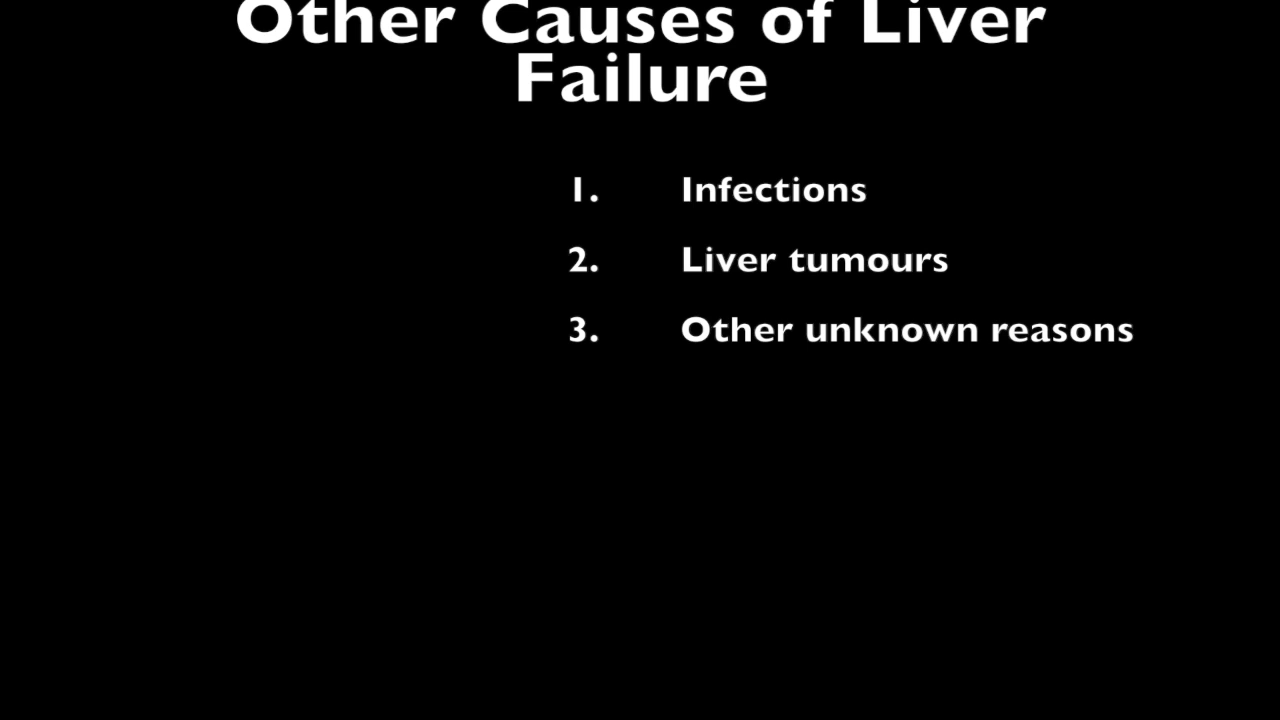 Other Causes of Liver
Failure
1. Infections
2. Liver tumours
3. Other unknown reasons